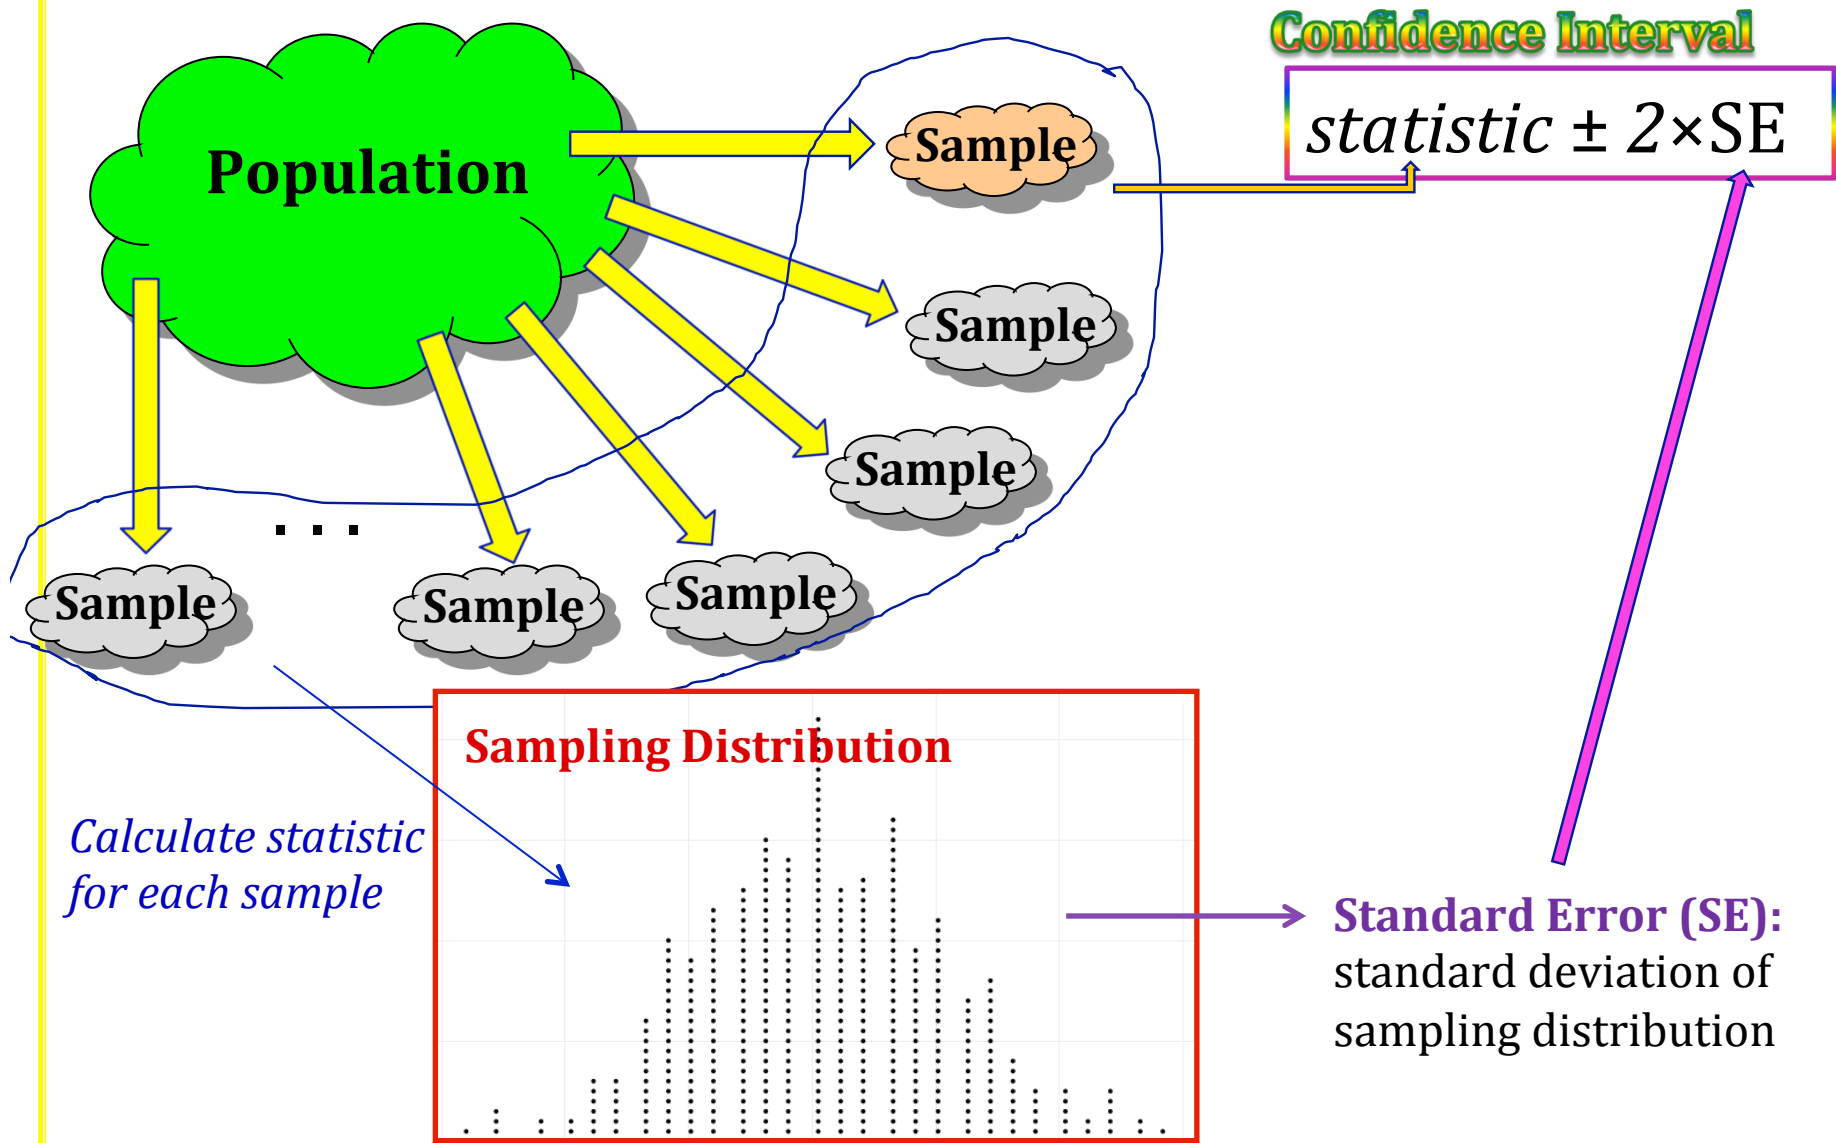 Confidence Interval
statistic ± 2×SE
Population
Sample
Sample
Sample
. . .
Sample
Sample
Sample
Sampling Distribution
Calculate statistic
for each sample
Standard Error (SE):
standard deviation of
sampling distribution